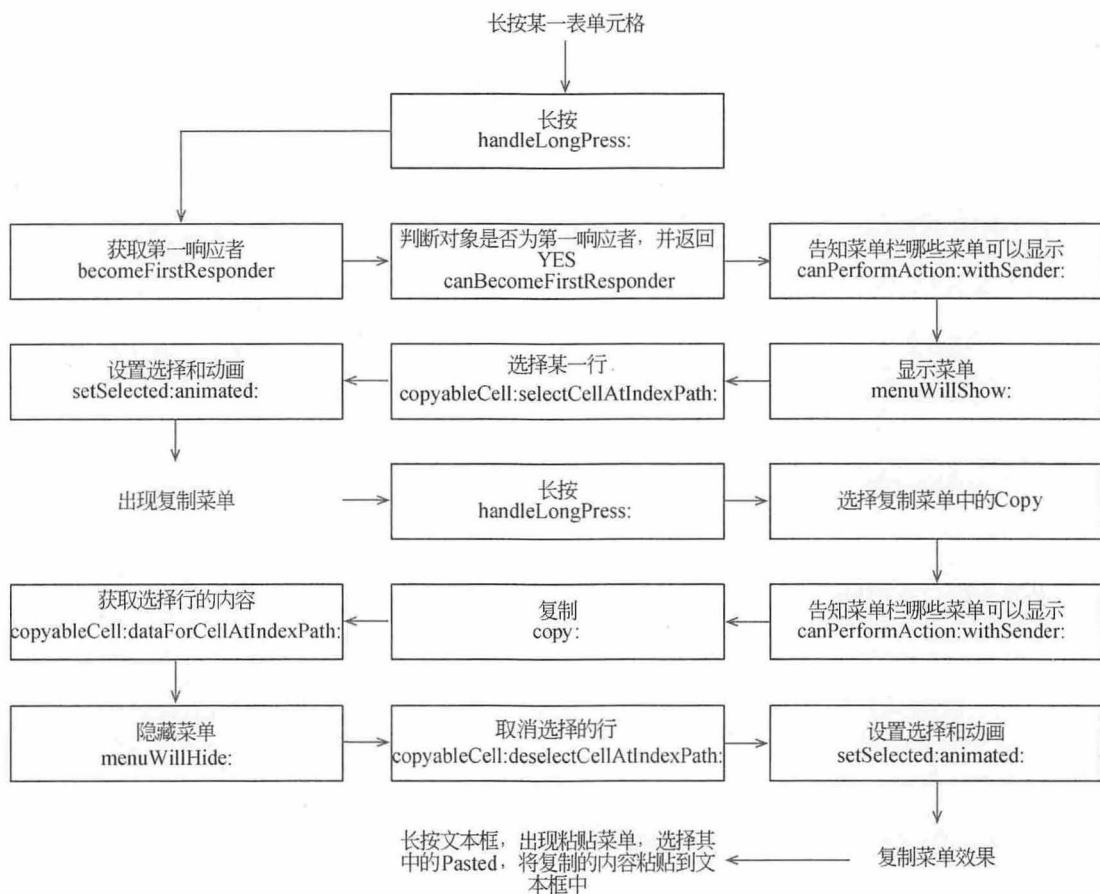 长按某一表单元格
长按
handleLongPress:
获取第一响应者
becomeFirstResponder
判断对象是否为第一响应者，并返回
YES
canBecomeFirstResponder
告知菜单栏哪些菜单可以显示
canPerformAction:withSender:
设置选择和动画
setSelected:animated:
选择某一行
copyableCell:selectCellAtIndexPath:
显示菜单
menuWillShow:
出现复制菜单
长按
handleLongPress:
选择复制菜单中的Copy
获取选择行的内容
copyableCell:dataForCellAtIndexPath:
复制
copy:
告知菜单栏哪些菜单可以显示
canPerformAction:withSender:
隐藏菜单
menuWillHide:
取消选择的行
copyableCell:deselectCellAtIndexPath:
设置选择和动画
setSelected:animated:
长按文本框，出现粘贴菜单，选择其
中的Pasted，将复制的内容粘贴到文
本框中
复制菜单效果